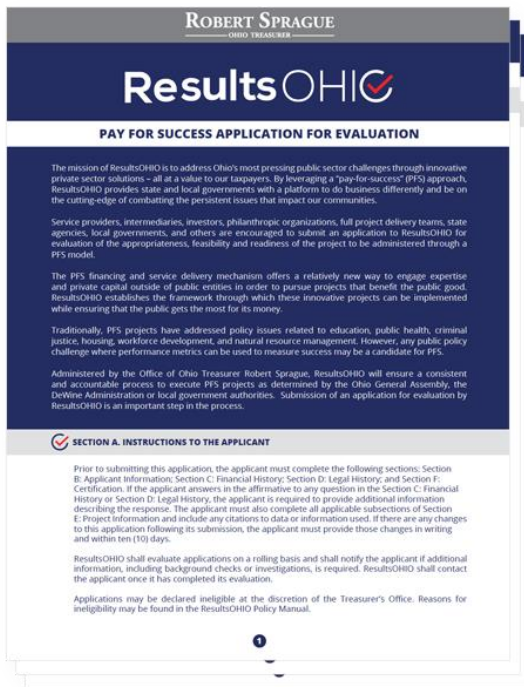 ROBERT SPRAGUE
OHIO TREASURER
ResultsOHIO
PAY FOR SUCCESS APPLICATION FOR EVALUATION
The mission of ResultsOHIO is to address Ohio's most pressing public sector challenges through innovative
private sector solutions – all at a value to our taxpayers. By leveraging a "pay-for-success" (PFS) approach,
ResultsOHIO provides state and local governments with a platform to do business differently and be on
the cutting-edge of combatting the persistent issues that impact our communities.
Service providers, intermediaries, investors, philanthropic organizations, full project delivery teams, state
agencies, local governments, and others are encouraged to submit an application to ResultsOHIO for
evaluation of the appropriateness, feasibility and readiness of the project to be administered through a
PFS model.
The PFS financing and service delivery mechanism offers a relatively new way to engage expertise
and private capital outside of public entities in order to pursue projects that benefit the public good.
ResultsOHIO establishes the framework through which these innovative projects can be implemented
while ensuring that the public gets the most for its money.
Traditionally, PFS projects have addressed policy issues related to education, public health, criminal
justice, housing, workforce development, and natural resource management. However, any public policy
challenge where performance metrics can be used to measure success may be a candidate for PFS.
Administered by the Office of Ohio Treasurer Robert Sprague, ResultsOHIO will ensure a consistent
and accountable process to execute PFS projects as determined by the Ohio General Assembly, the
DeWine Administration or local government authorities. Submission of an application for evaluation by
ResultsOHIO is an important step in the process.
SECTION A. INSTRUCTIONS TO THE APPLICANT
Prior to submitting this application, the applicant must complete the following sections: Section
B: Applicant Information; Section C: Financial History; Section D: Legal History; and Section F:
Certification. If the applicant answers in the affirmative to any question in the Section C: Financial
History or Section D: Legal History, the applicant is required to provide additional information
describing the response. The applicant must also complete all applicable subsections of Section
E: Project Information and include any citations to data or information used. If there are any changes
to this application following its submission, the applicant must provide those changes in writing
and within ten (10) days.
ResultsOHIO shall evaluate applications on a rolling basis and shall notify the applicant if additional
information, including background checks or investigations, is required. ResultsOHIO shall contact
the applicant once it has completed its evaluation.
Applications may be declared ineligible at the discretion of the Treasurer's Office. Reasons for
ineligibility may be found in the ResultsOHIO Policy Manual.
1